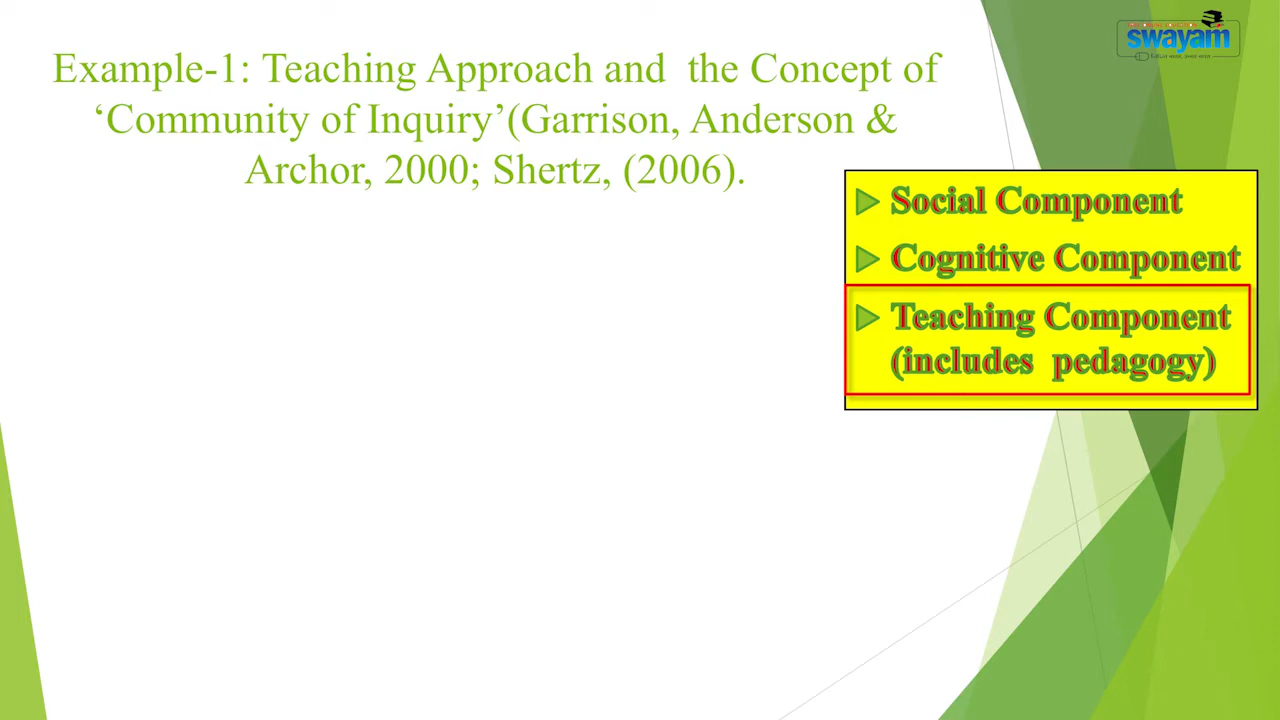 swayam
Example-1: Teaching Approach and the Concept of
‘Community of Inquiry’(Garrison, Anderson &
Archor, 2000; Shertz, (2006).
Social Component
Cognitive Component
Teaching Component
(includes pedagogy)